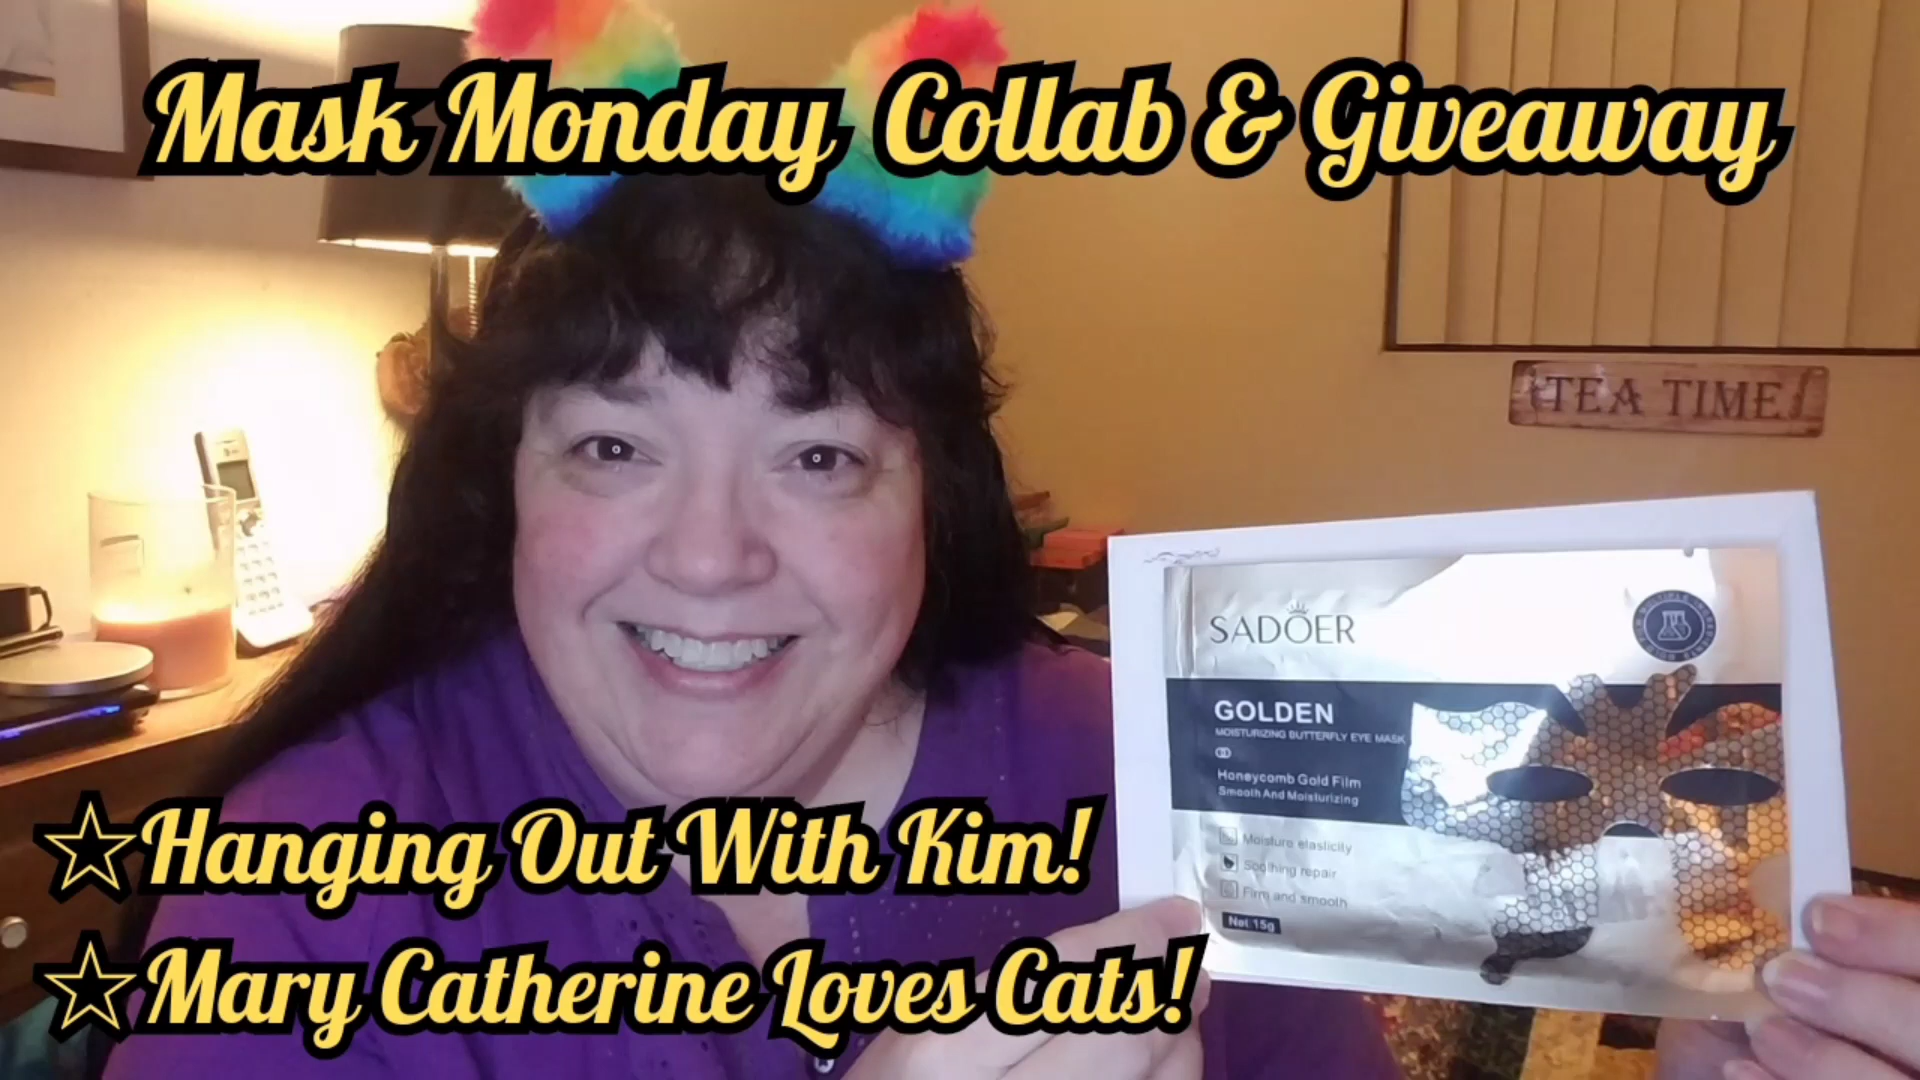 Mask Monday Collab & Giveaway
TEA TIME
SADOER
GOLDEN
MOISTURIZING BUTTERFLY EYE MASK
Honeycomb Gold Film
Smooth And Moisturizing
Moisture elasticity
Soothing repair
Firm and smooth
Net 15g
☆Hanging Out With Kim!
☆Mary Catherine Loves Cats!